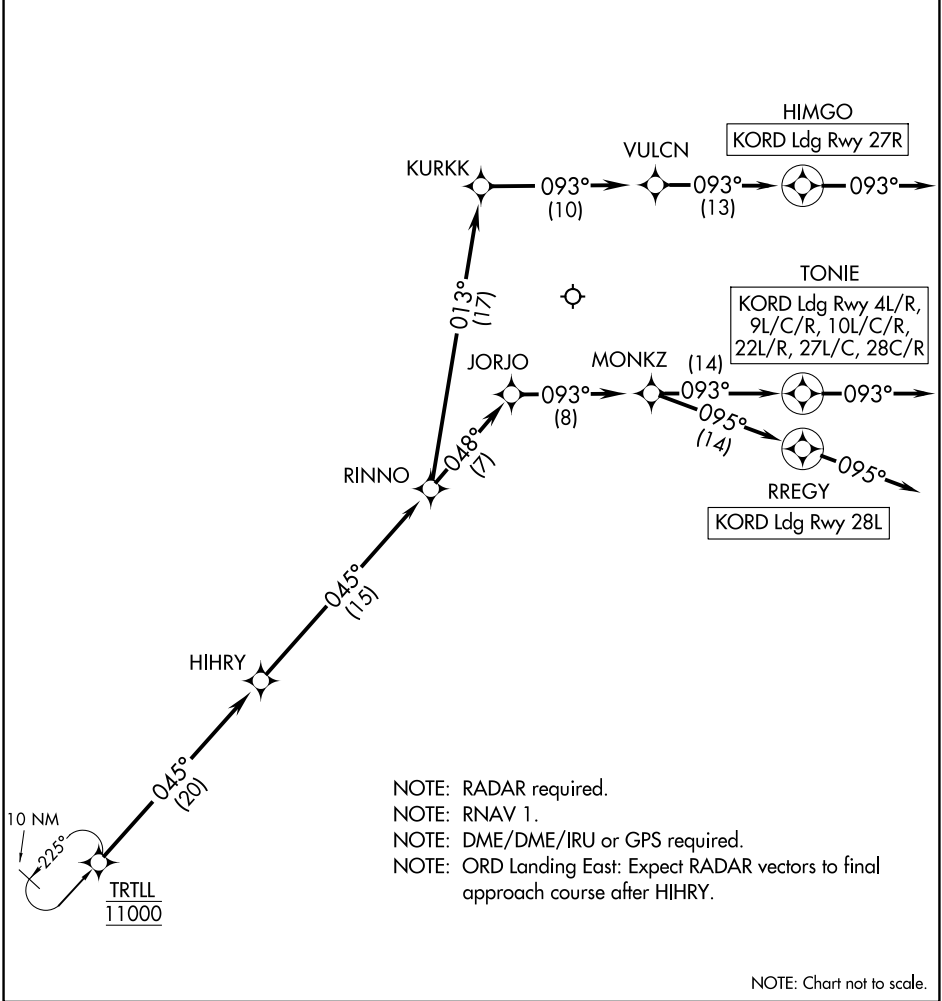 HIMGO
KORD Ldg Rwy 27R
VULCN
KURKK
093°
(10)
093°
(13)
093°
013°
(17)
TONIE
KORD Ldg Rwy 4L/R,
9L/C/R, 10L/C/R,
22L/R, 27L/C, 28C/R
JORJO
MONKZ
(14)
093°
(8)
093°
093°
095°
(14)
095°
048°
(7)
RINNO
RREGY
KORD Ldg Rwy 28L
045°
(15)
HIHRY
045°
(20)
10 NM
225°
TRTLL
11000
NOTE: RADAR required.
NOTE: RNAV 1.
NOTE: DME/DME/IRU or GPS required.
NOTE: ORD Landing East: Expect RADAR vectors to final
approach course after HIHRY.
NOTE: Chart not to scale.